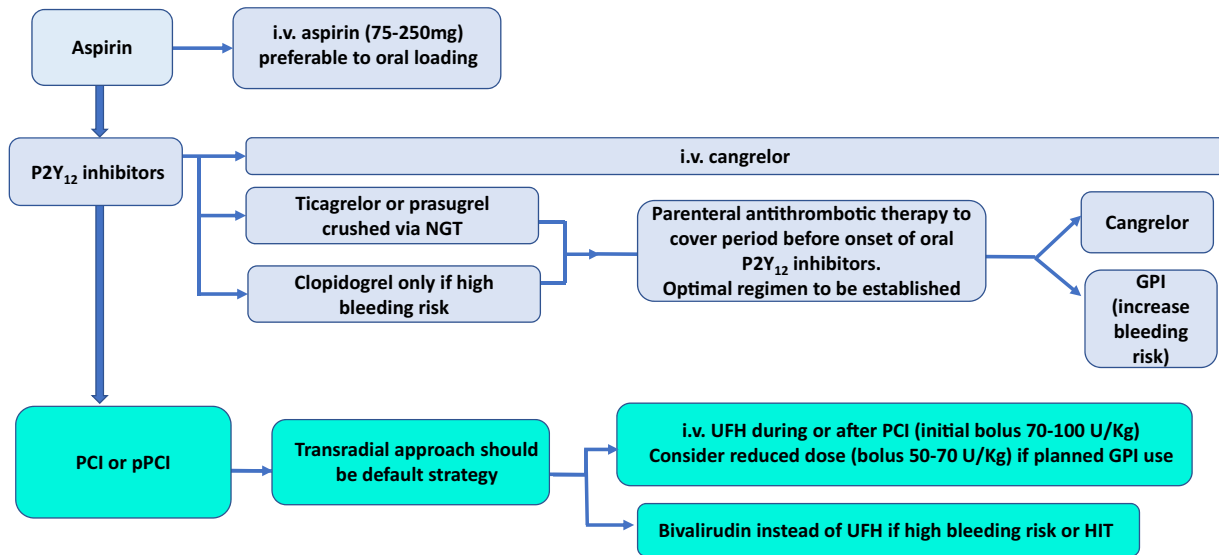 Aspirin
i.v. aspirin (75-250mg)
preferable to oral loading
P2Y₁₂ inhibitors
i.v. cangrelor
Ticagrelor or prasugrel
crushed via NGT
Clopidogrel only if high
bleeding risk
Parenteral antithrombotic therapy to
cover period before onset of oral
P2Y₁₂ inhibitors.
Optimal regimen to be established
Cangrelor
GPI
(increase
bleeding
risk)
PCI or pPCI
Transradial approach should
be default strategy
i.v. UFH during or after PCI (initial bolus 70-100 U/Kg)
Consider reduced dose (bolus 50-70 U/Kg) if planned GPI use
Bivalirudin instead of UFH if high bleeding risk or HIT